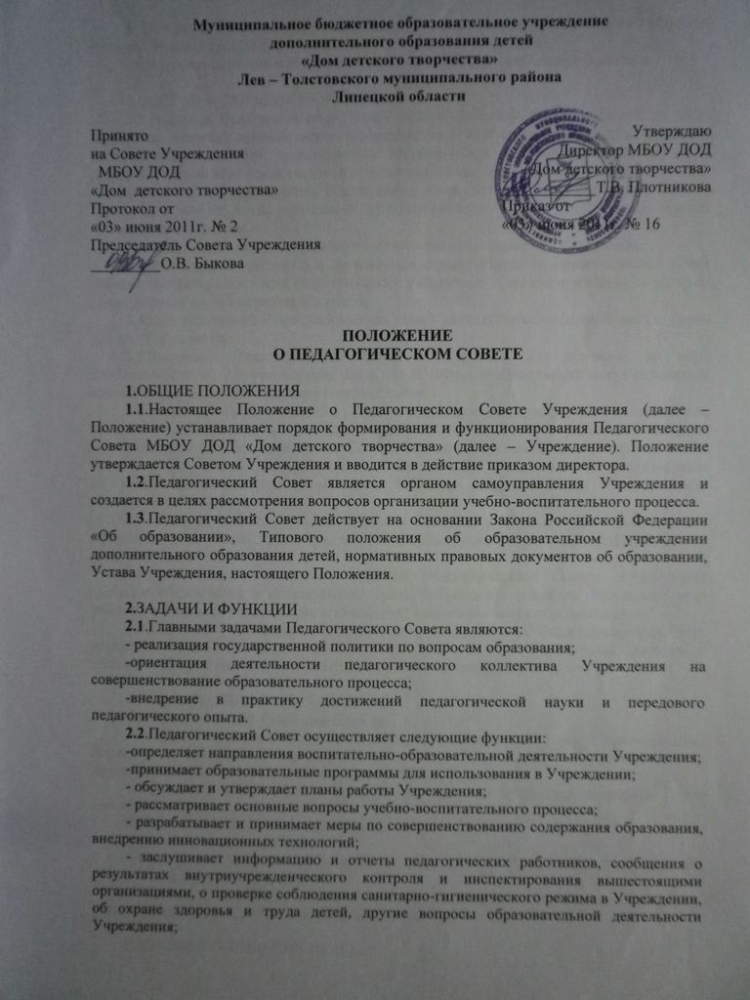 Муниципальное бюджетное образовательное учреждение
дополнительного образования детей
«Дом детского творчества»
Лев – Толстовского муниципального района
Липецкой области
Принято
на Совете Учреждения
МБОУ ДОД
«Дом детского творчества»
Протокол от
«03» июня 2011г. № 2
Председатель Совета Учреждения
О.В. Быкова
Утверждаю
Директор МБОУ ДОД
«Дом детского творчества»
Т.В. Плотникова
Приказ от
«03» июня 2011г. № 16
ПОЛОЖЕНИЕ
О ПЕДАГОГИЧЕСКОМ СОВЕТЕ
1.ОБЩИЕ ПОЛОЖЕНИЯ
1.1.Настоящее Положение о Педагогическом Совете Учреждения (далее –
Положение) устанавливает порядок формирования и функционирования Педагогического
Совета МБОУ ДОД «Дом детского творчества» (далее – Учреждение). Положение
утверждается Советом Учреждения и вводится в действие приказом директора.
1.2.Педагогический Совет является органом самоуправления Учреждения и
создается в целях рассмотрения вопросов организации учебно-воспитательного процесса.
1.3.Педагогический Совет действует на основании Закона Российской Федерации
«Об образовании», Типового положения об образовательном учреждении
дополнительного образования детей, нормативных правовых документов об образовании,
Устава Учреждения, настоящего Положения.
2.ЗАДАЧИ И ФУНКЦИИ
2.1.Главными задачами Педагогического Совета являются:
- реализация государственной политики по вопросам образования;
-ориентация деятельности педагогического коллектива Учреждения на
совершенствование образовательного процесса;
-внедрение в практику достижений педагогической науки и передового
педагогического опыта.
2.2.Педагогический Совет осуществляет следующие функции:
-определяет направления воспитательно-образовательной деятельности Учреждения;
-принимает образовательные программы для использования в Учреждении;
- обсуждает и утверждает планы работы Учреждения;
- рассматривает основные вопросы учебно-воспитательного процесса;
- разрабатывает и принимает меры по совершенствованию содержания образования,
внедрению инновационных технологий;
- заслушивает информацию и отчеты педагогических работников, сообщения о
результатах внутриучрежденческого контроля и инспектирования вышестоящими
организациями, о проверке соблюдения санитарно-гигиенического режима в Учреждении,
об охране здоровья и труда детей, другие вопросы образовательной деятельности
Учреждения;